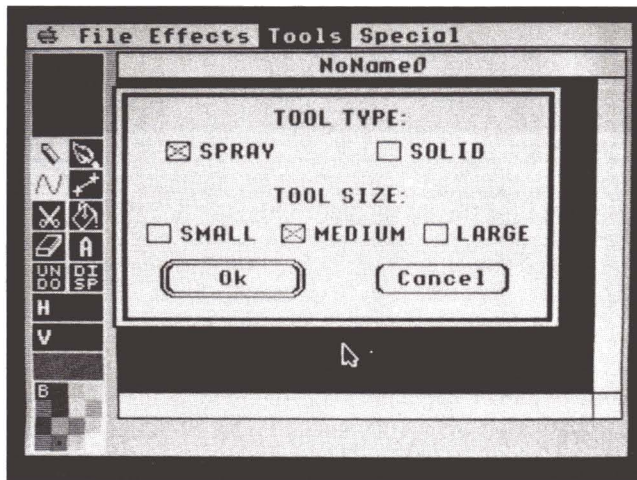 File Effects Tools Special
NoName0
TOOL TYPE:
SPRAY SOLID
TOOL SIZE:
SMALL MEDIUM LARGE
Ok Cancel
A
UN
DO
DI
SP
H
V
B